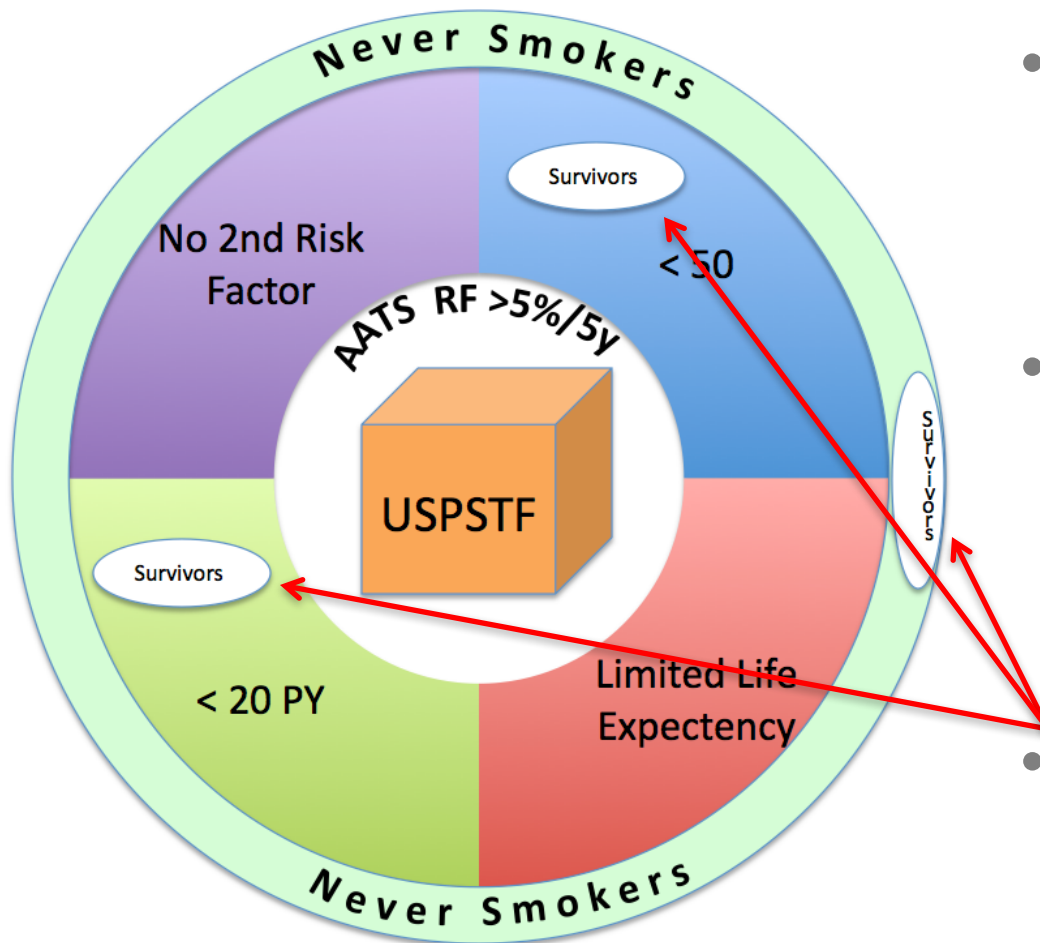 Never Smokers
Survivors
No 2nd Risk
Factor
< 50
AATS RF >5%/5y
Survivors
USPSTF
Survivors
Limited Life
Expectency
< 20 PY
Never Smokers